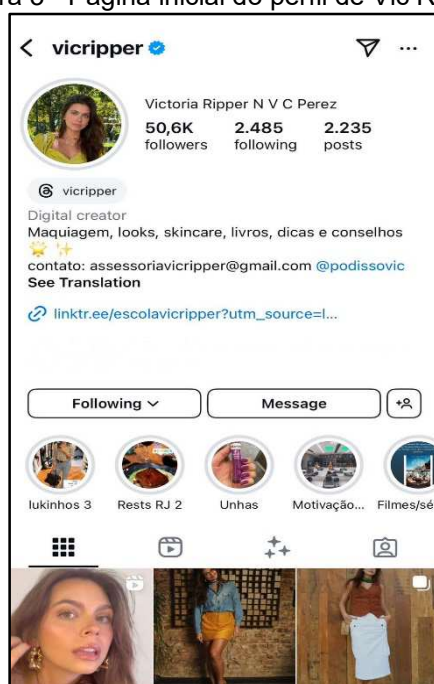 vicripper
Victoria Ripper N V C Perez
50,6K 2.485 2.235
followers following posts
vicripper
Digital creator
Maquiagem, looks, skincare, livros, dicas e conselhos
contato: assessoriavicripper@gmail.com @podissovic
See Translation
linktr.ee/escolavicripper?utm_source=l...
Following Message
lukinhos 3 Rests RJ 2 Unhas Motivação... Filmes/sé